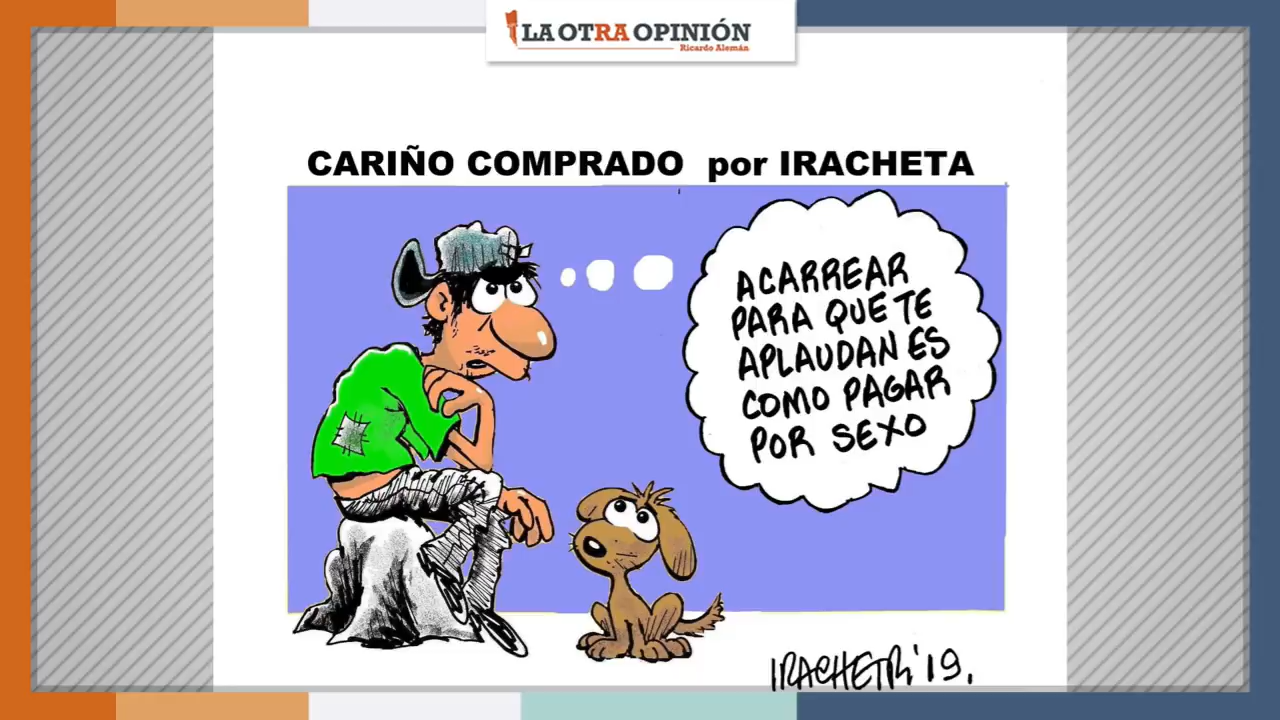 LA OTRA OPINIÓN
Ricardo Alemán
CARIÑO COMPRADO por IRACHETA
ACARREAR
PARA QUE TE
APLAUDAN ES
COMO PAGAR
POR SEXO
IRACHETA '19.